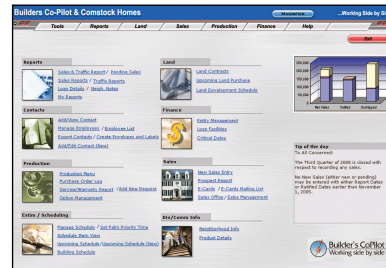 Builders Co-Pilot & Comstock Homes
...Working Side by Si
Tools Reports Land Sales Production Finance Help
Exit
Reports
Sales & Traffic Report / Pending Sales
Sales Reports / Traffic Reports
Loan Details / Neigh. Notes
My Reports
Land
Land Contracts
Upcoming Land Purchase
Land Development Schedule
Contacts
Add/View Contact
Manage Employees / Employee List
Export Contacts / Create Envelopes and Labels
Add/Edit Contact (New)
Finance
Entity Management
Loan Facilities
Critical Dates
Production
Production Menu
Purchase Order Log
Service/Warranty Report / Add New Request
Option Management
Sales
New Sales Entry
Prospect Report
E-Cards / E-Cards Mailing List
Sales Office / Sales Management
Estim / Scheduling
Manage Schedule / Set Palm Priority Time
Schedule Item View
Upcoming Schedule / Upcoming Schedule (New)
Building Schedule
Div/Comm Info
Neighborhood Info
Product Details
Net Sales Settled
Tip of the day
To All Concerned:
The Third Quarter of 2005 is closed with
respect to recording any sales.
No New Sales (either new or pending)
may be entered with either Report Dates
or Ratified Dates earlier than November
1, 2005.
Builder's CoPilot
Working side by side